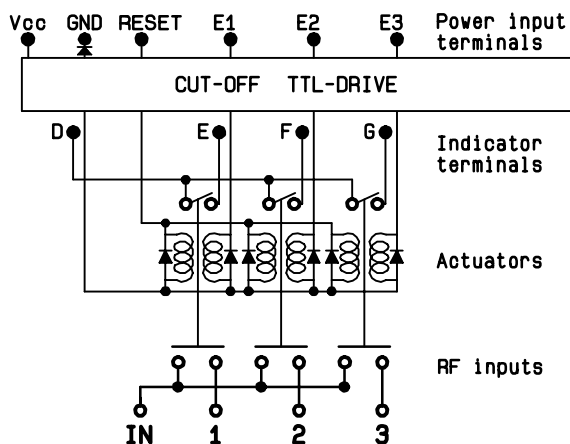 Vcc GND RESET E1 E2 E3 Power input
terminals
CUT-OFF TTL-DRIVE
D E F G Indicator
terminals
Actuators
RF inputs
IN 1 2 3